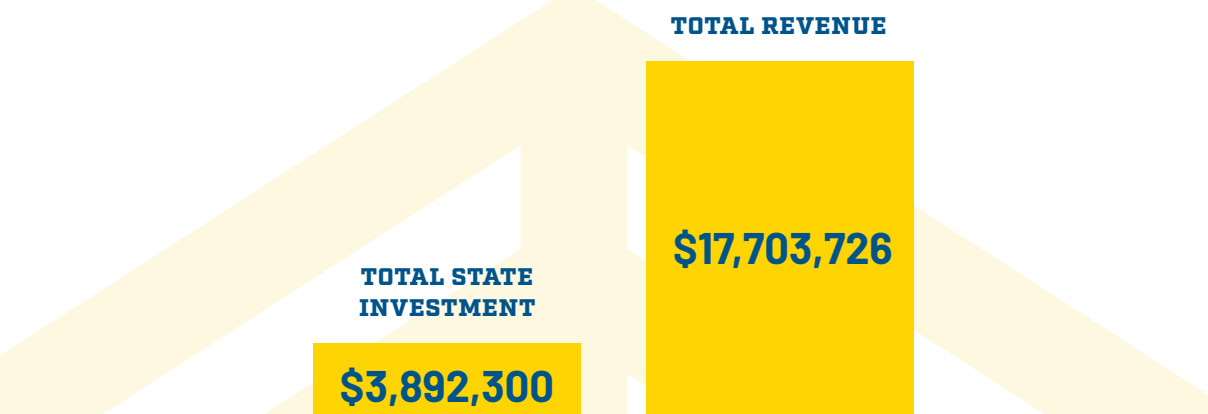 TOTAL REVENUE
$17,703,726
TOTAL STATE
INVESTMENT
$3,892,300